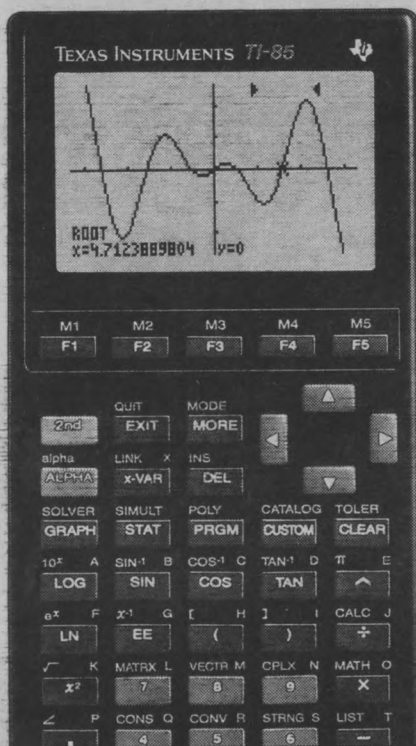 TEXAS INSTRUMENTS TI-85
ROOT
x=4.7123889804 y=0
M1 M2 M3 M4 M5
F1 F2 F3 F4 F5
QUIT MODE
2nd EXIT MORE
alpha LINK x INS
ALPHA x-VAR DEL
SOLVER SIMULT POLY CATALOG TOLER
GRAPH STAT PRGM CUSTOM CLEAR
10ˣ A SIN-1 B COS-1 C TAN-1 D π E
LOG SIN COS TAN ^
eˣ F x-1 G [ H ] I CALC J
LN EE ( ) ÷
√ K MATRX L VECTR M CPLX N MATH O
x² 7 8 9 ×
∠ P CONS Q CONV R STRNG S LIST T
, 4 5 6 −